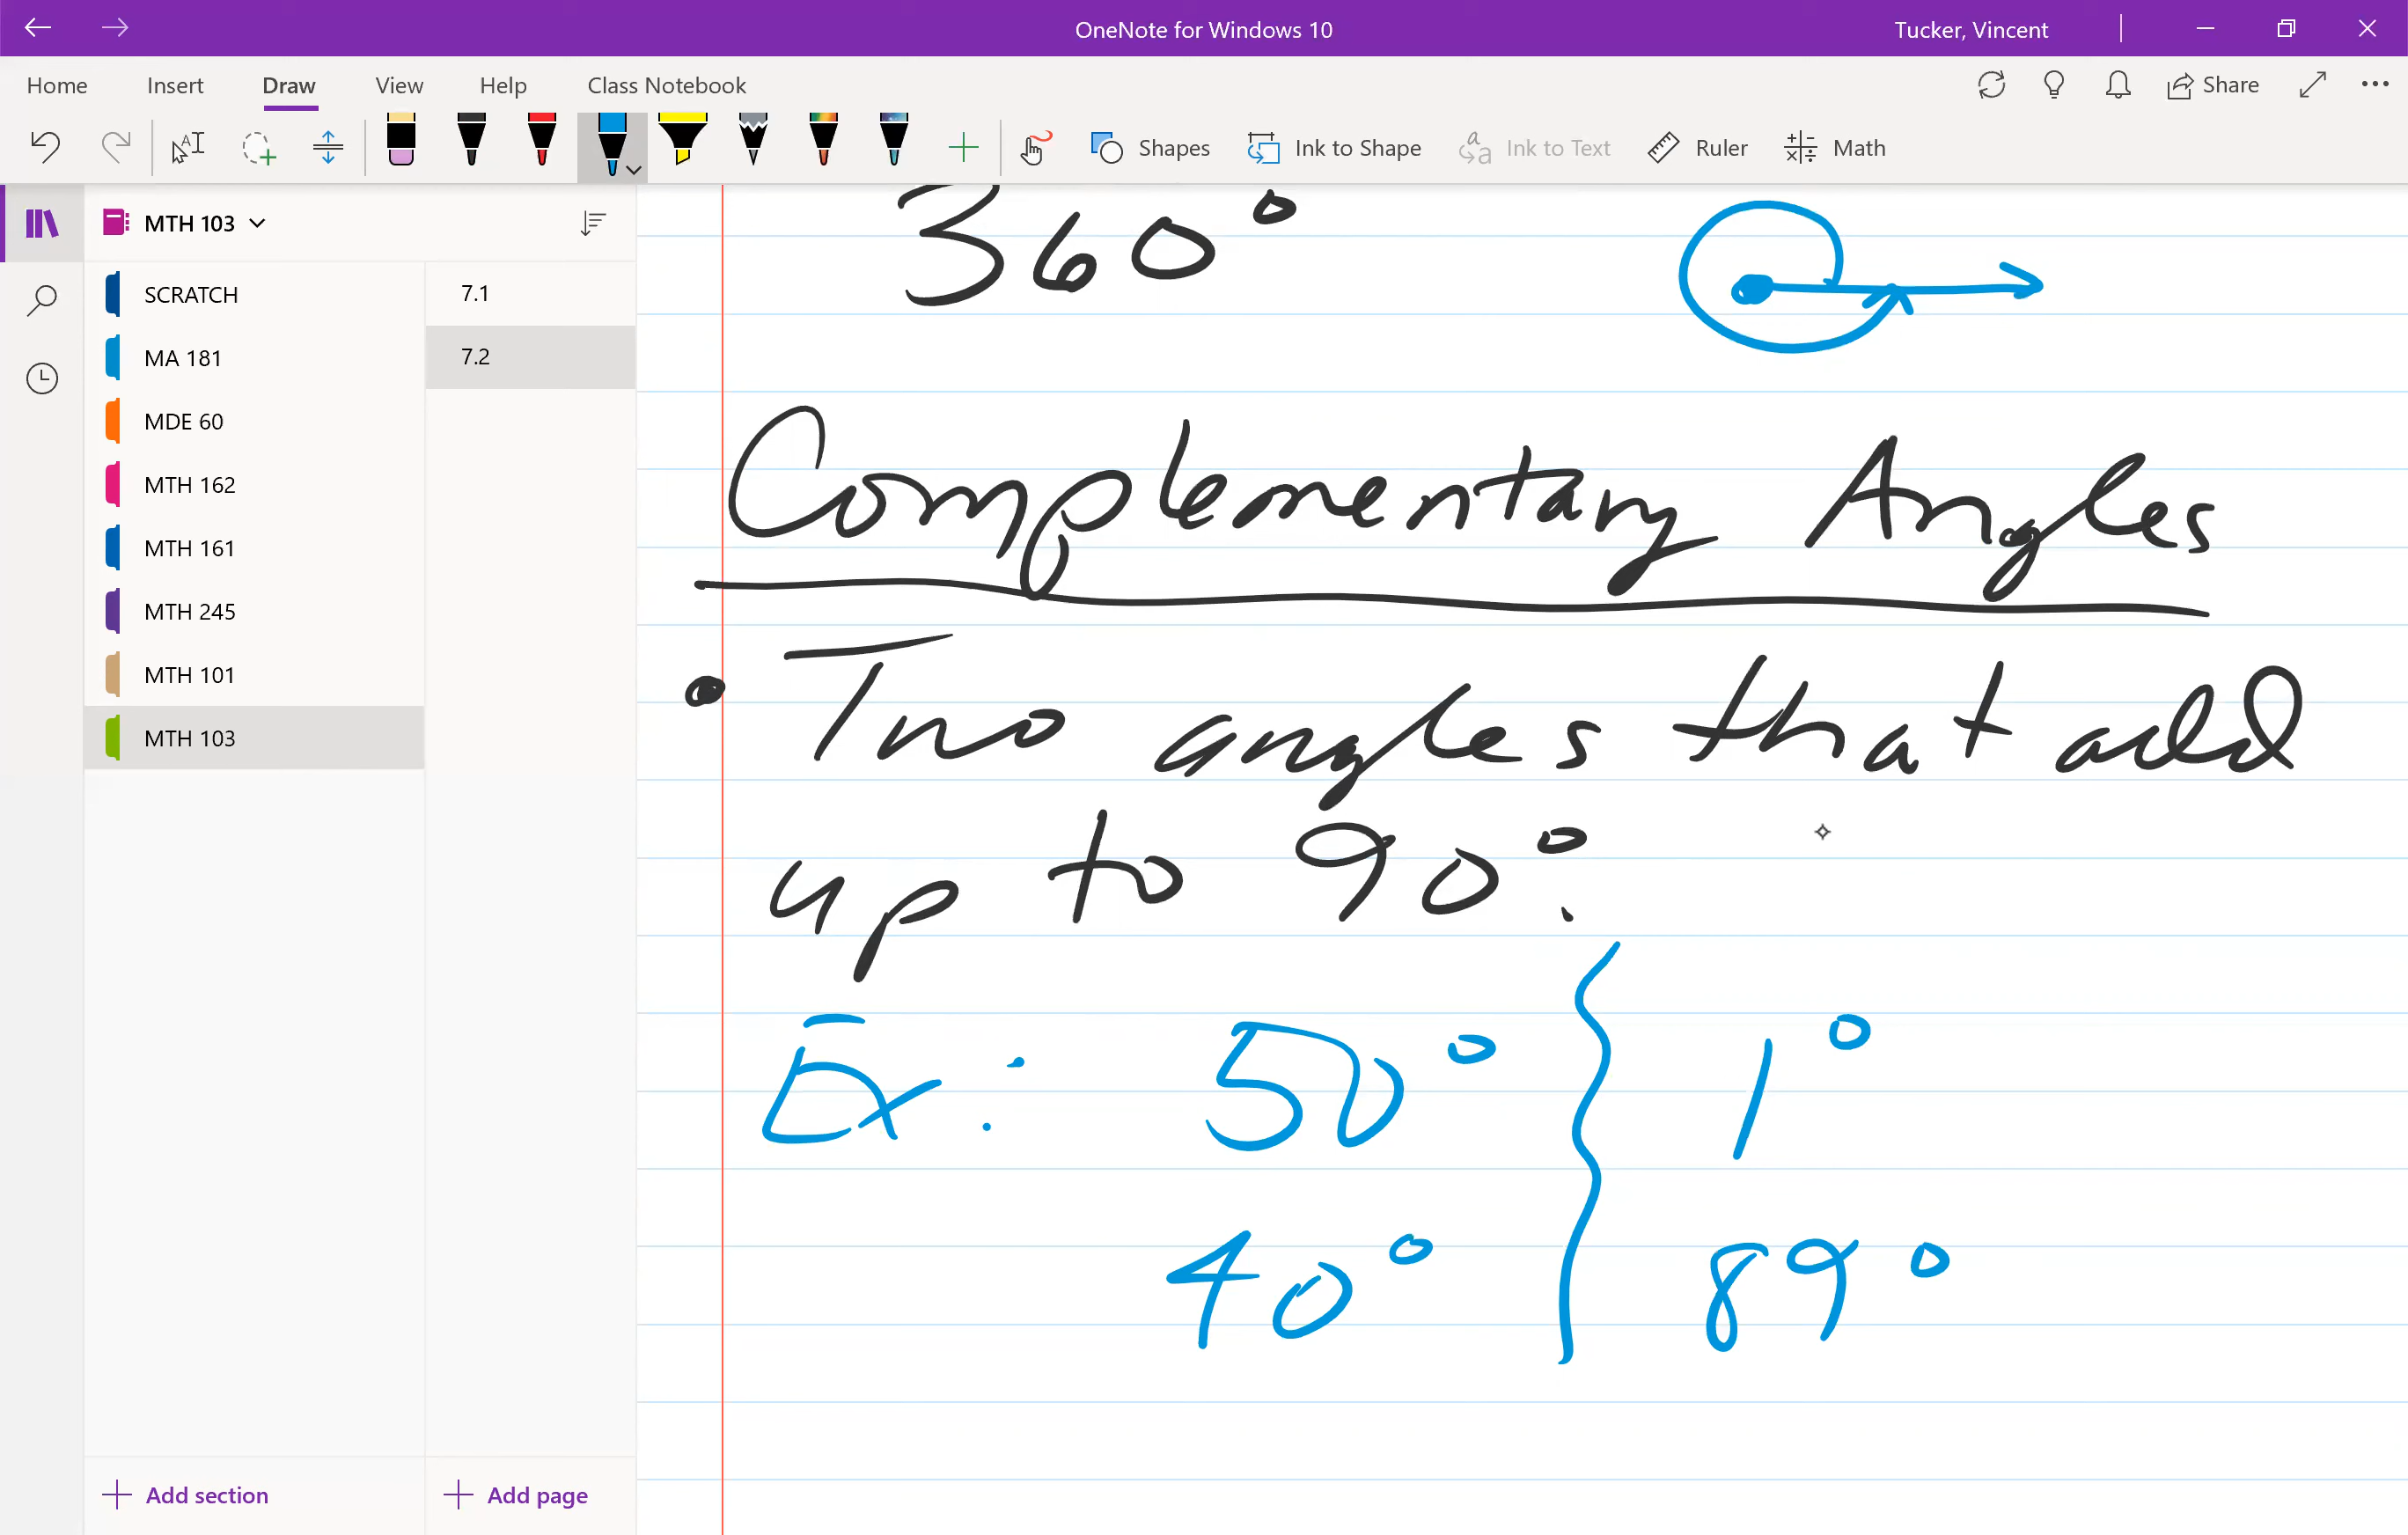 OneNote for Windows 10
Tucker, Vincent
Home Insert Draw View Help Class Notebook
Share
Shapes Ink to Shape Ink to Text Ruler Math
MTH 103
SCRATCH
MA 181
MDE 60
MTH 162
MTH 161
MTH 245
MTH 101
MTH 103
Add section
7.1
7.2
Add page
360°
Complementary Angles
• Two angles that add
up to 90°.
Ex: 50° 1°
40° 89°